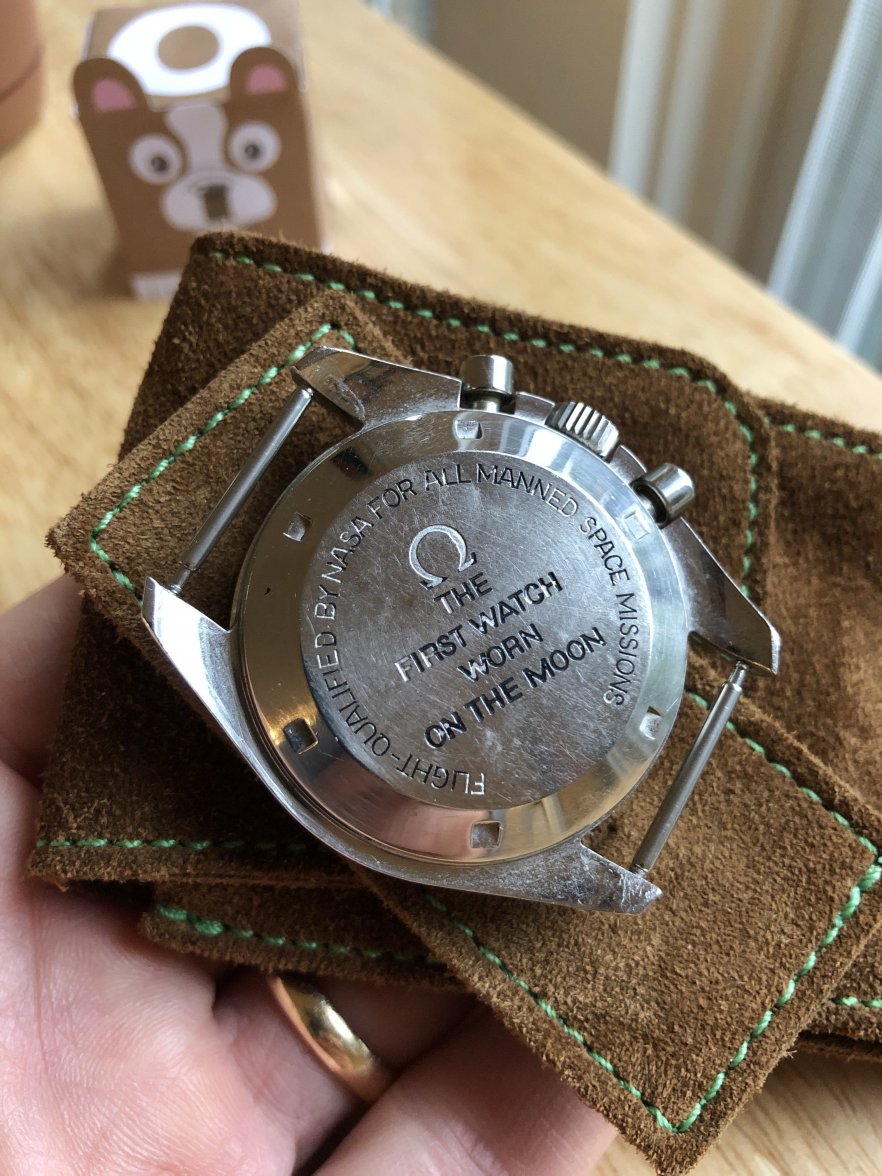 FLIGHT-QUALIFIED BY NASA FOR ALL MANNED SPACE MISSIONS
Ω
THE
FIRST WATCH
WORN
ON THE MOON